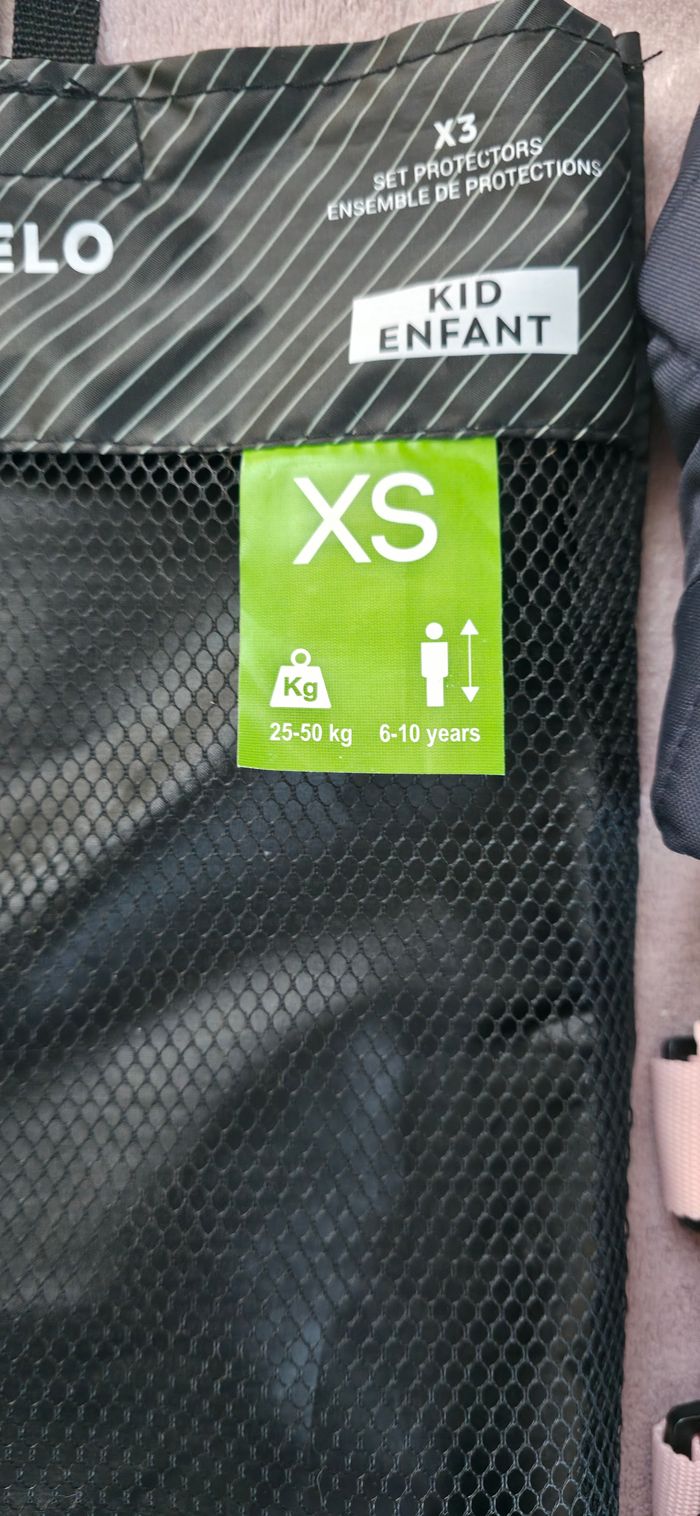 X3
SET PROTECTORS
ENSEMBLE DE PROTECTIONS
ELO
KID
ENFANT
XS
Kg
25-50 kg 6-10 years